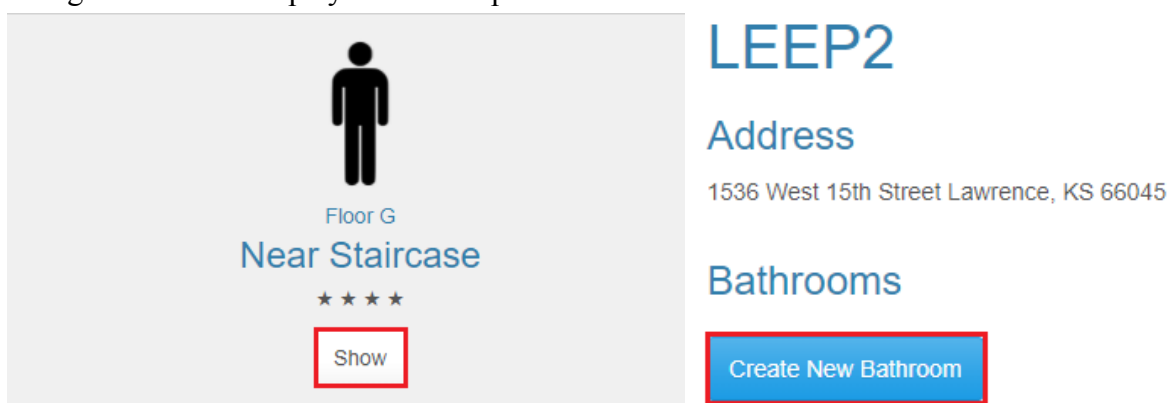 Floor G
Near Staircase
★★★★
Show
LEEP2
Address
1536 West 15th Street Lawrence, KS 66045
Bathrooms
Create New Bathroom